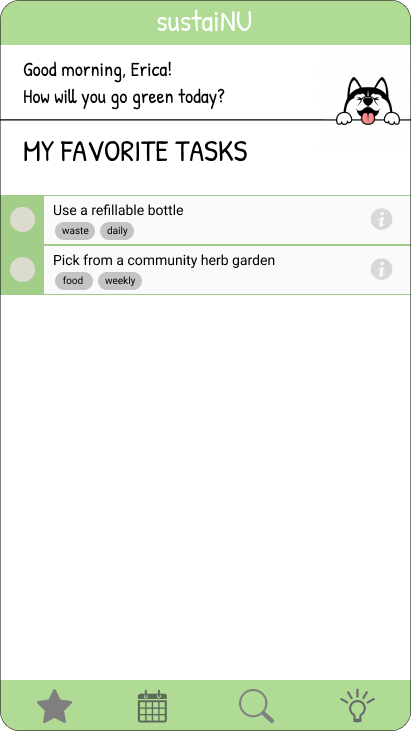 sustaiNU
Good morning, Erica!
How will you go green today?
MY FAVORITE TASKS
Use a refillable bottle
waste daily
Pick from a community herb garden
food weekly